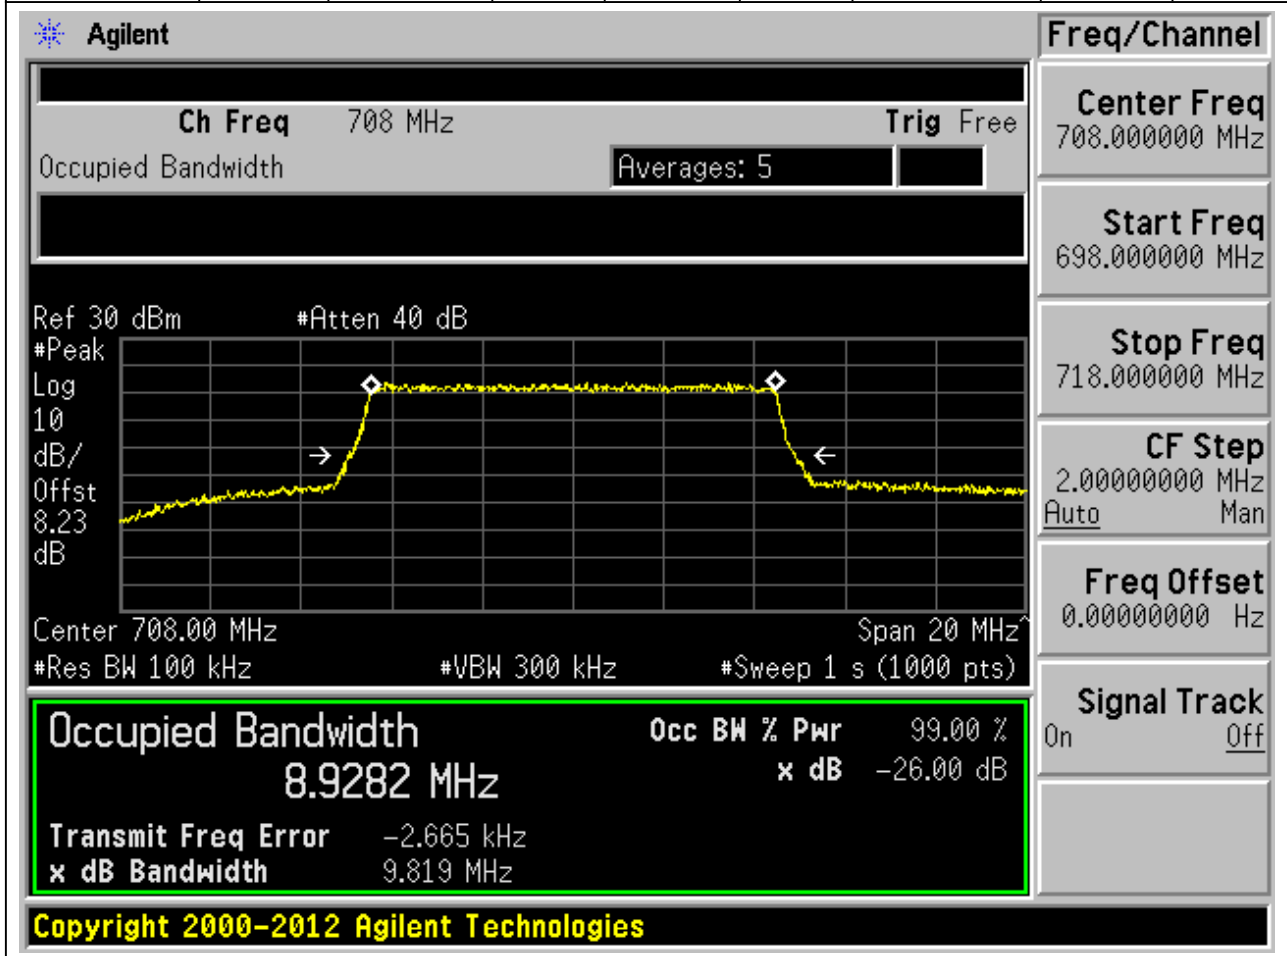 Agilent
Freq/Channel
Ch Freq 708 MHz Trig Free
Occupied Bandwidth Averages: 5
Center Freq
708.000000 MHz
Start Freq
698.000000 MHz
Stop Freq
718.000000 MHz
CF Step
2.00000000 MHz
Auto Man
Freq Offset
0.00000000 Hz
Signal Track
On Off
Ref 30 dBm #Atten 40 dB
#Peak
Log
10
dB/
Offst
8.23
dB
Center 708.00 MHz Span 20 MHz^
#Res BW 100 kHz #VBW 300 kHz #Sweep 1 s (1000 pts)
Occupied Bandwidth Occ BW % Pwr 99.00 %
8.9282 MHz x dB -26.00 dB
Transmit Freq Error -2.665 kHz
x dB Bandwidth 9.819 MHz
Copyright 2000-2012 Agilent Technologies